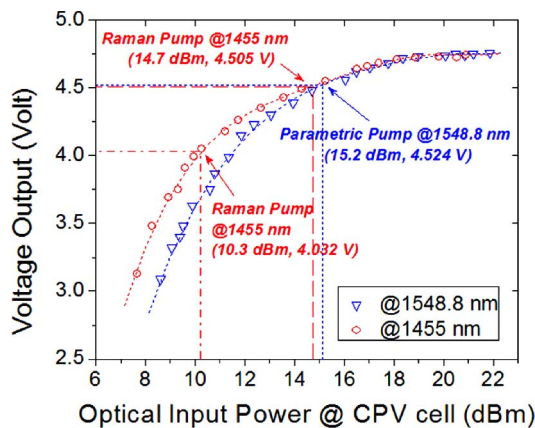 5.0
4.5
4.0
3.5
3.0
2.5
Voltage Output (Volt)
Raman Pump @1455 nm
(14.7 dBm, 4.505 V)
Parametric Pump @1548.8 nm
(15.2 dBm, 4.524 V)
Raman Pump
@1455 nm
(10.3 dBm, 4.032 V)
@1548.8 nm
@1455 nm
6 8 10 12 14 16 18 20 22
Optical Input Power @ CPV cell (dBm)